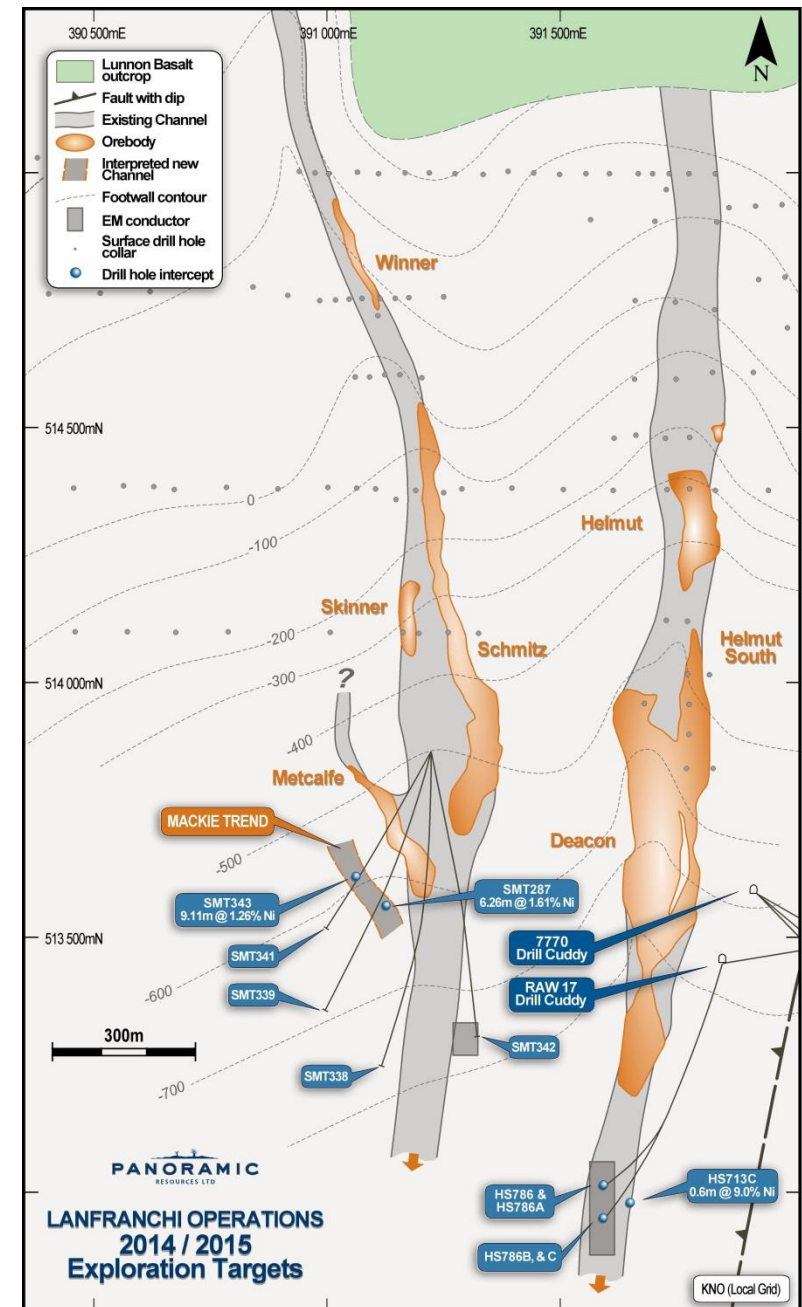 390 500mE
391 000mE
391 500mE
Lunnon Basalt
outcrop
Fault with dip
Existing Channel
Orebody
Interpreted new
Channel
Footwall contour
EM conductor
Surface drill hole
collar
Drill hole intercept
N
Winner
514 500mN
0
-100
Helmut
Skinner
-200
Schmitz
Helmut
South
-300
514 000mN
?
-400
Metcalfe
MACKIE TREND
-500
Deacon
SMT343
9.11m @ 1.26% Ni
SMT287
6.26m @ 1.61% Ni
513 500mN
7770
Drill Cuddy
SMT341
RAW 17
Drill Cuddy
SMT339
-600
300m
SMT342
SMT338
-700
PANORAMIC
RESOURCES LTD
HS786 &
HS786A
HS713C
0.6m @ 9.0% Ni
LANFRANCHI OPERATIONS
2014 / 2015
Exploration Targets
HS786B, & C
KNO (Local Grid)